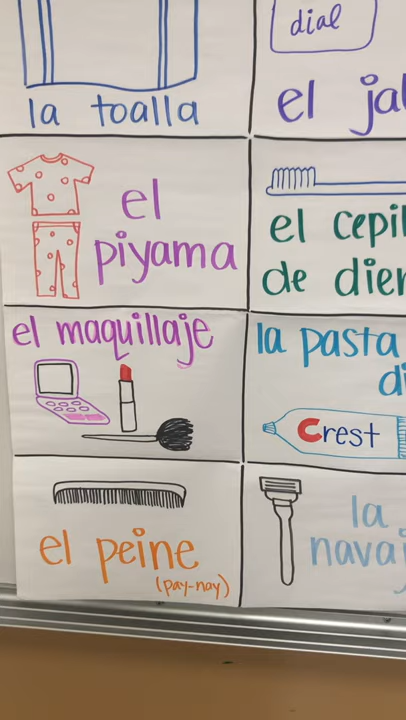 dial
la toalla
el
el
piyama
el
de
el maquillaje
la pasta
Crest
el peine
(pay-nay)
la